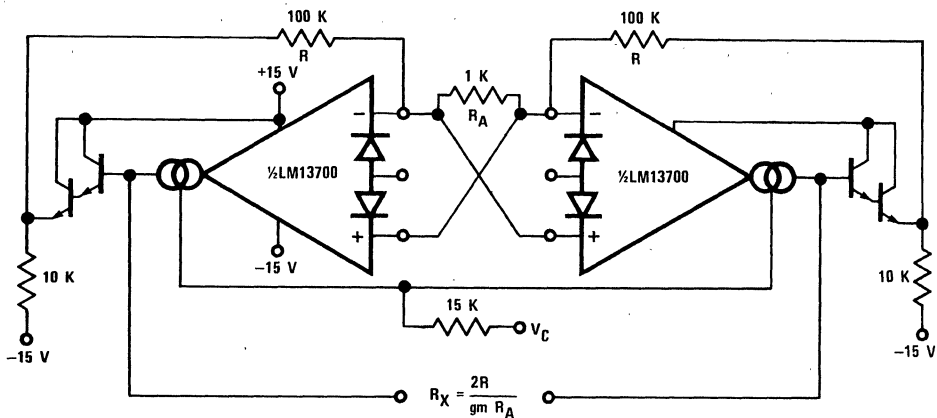 100 K
R
100 K
R
+15 V
1 K
R_A
−
−
½LM13700
½LM13700
+
+
−15 V
10 K
10 K
15 K
V_C
−15 V
−15 V
R_X = 2R / gm R_A